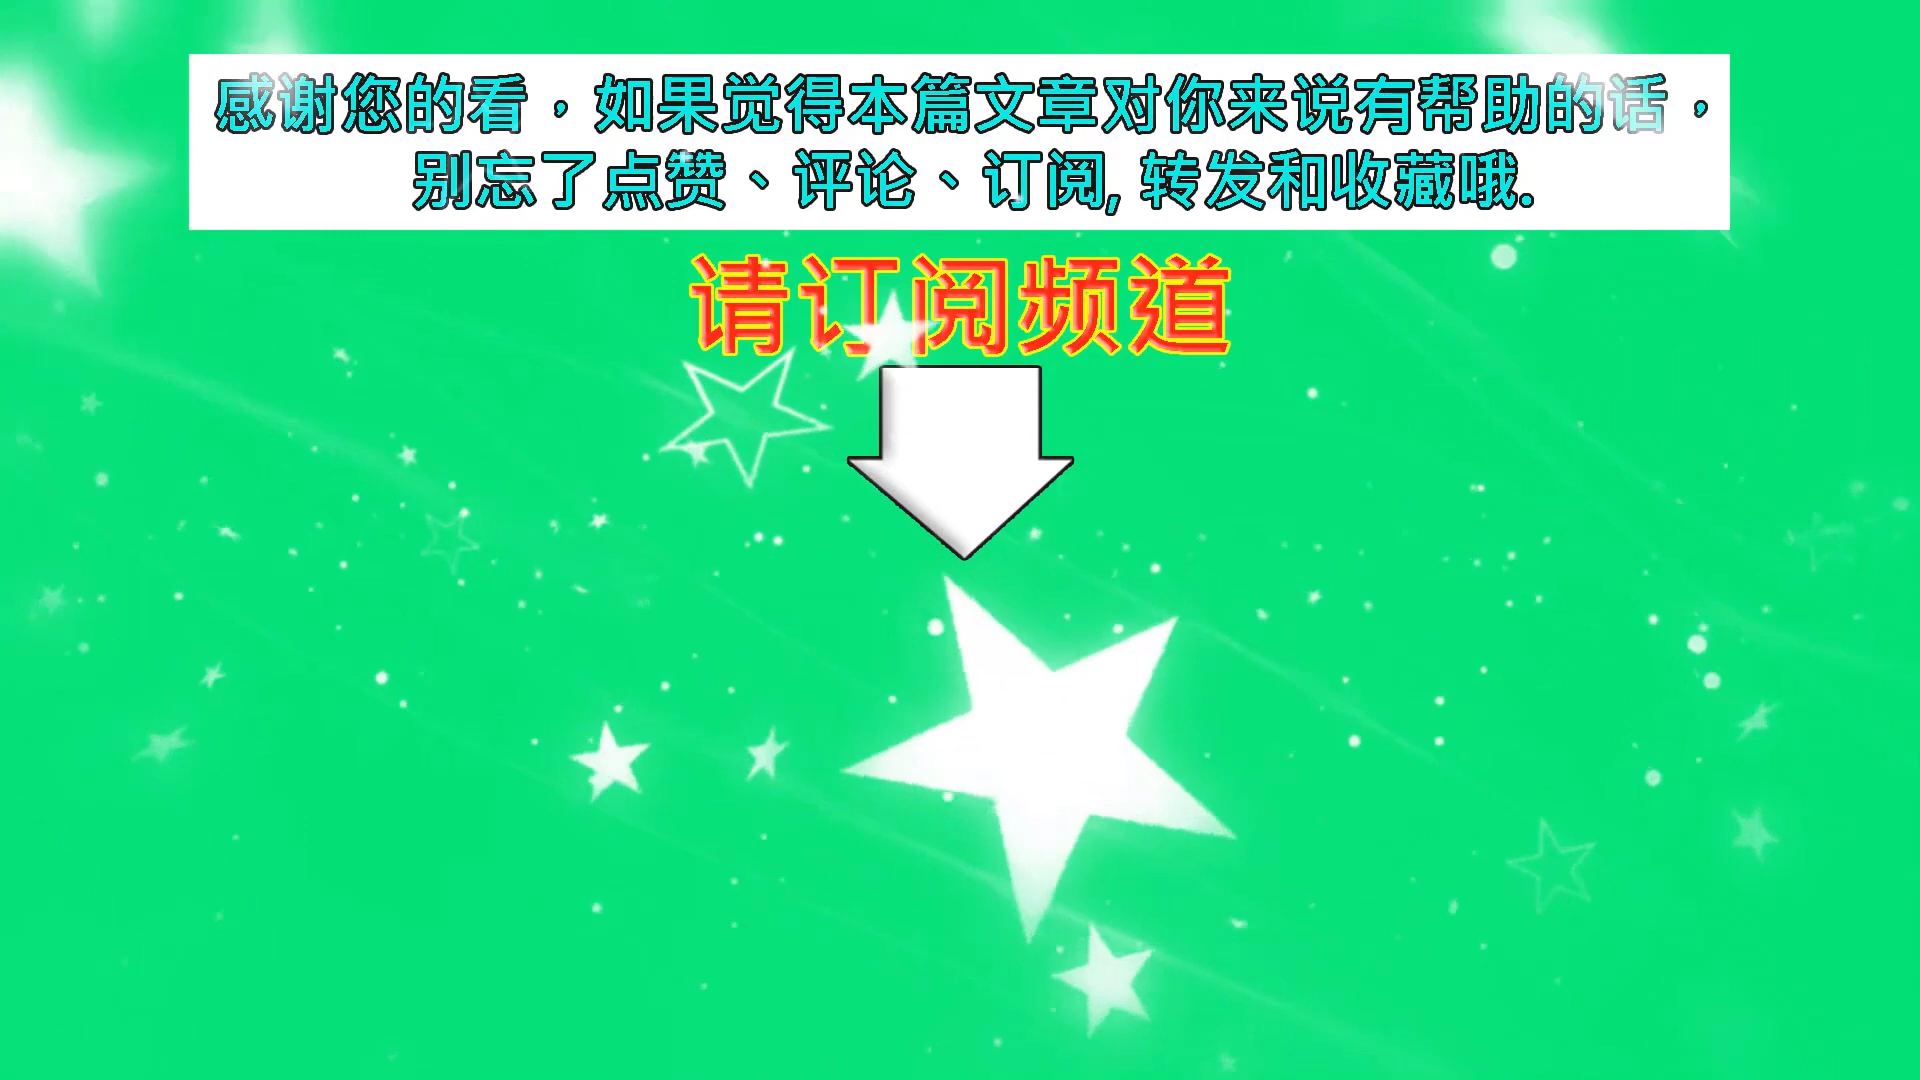 感谢您的看，如果觉得本篇文章对你来说有帮助的话，
别忘了点赞、评论、订阅, 转发和收藏哦.
请订阅频道